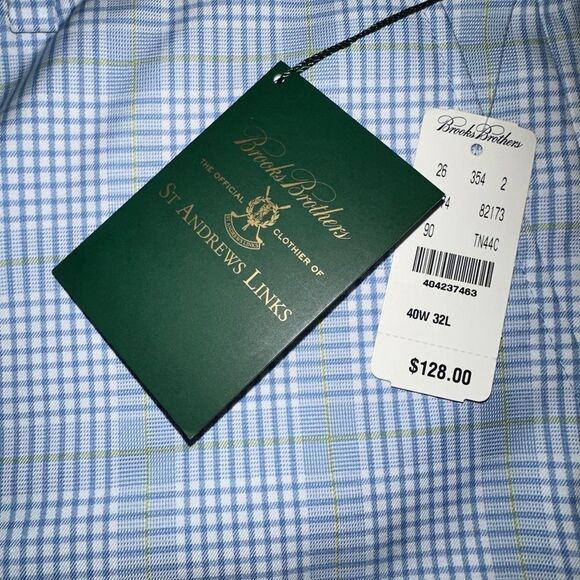 Brooks Brothers
THE OFFICIAL CLOTHIER OF
ST ANDREWS LINKS
Brooks Brothers
26 354 2
4 82173
90 TN44C
404237463
40W 32L
$128.00